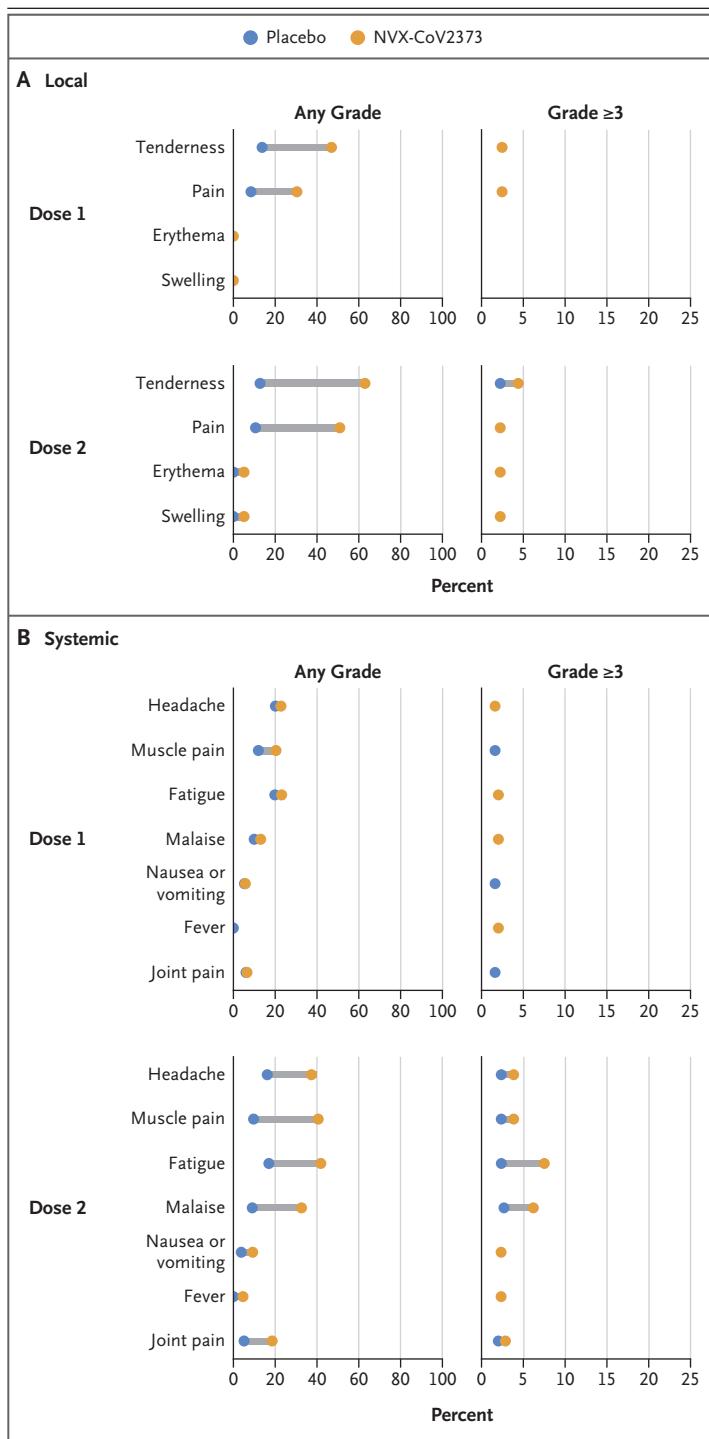 Placebo NVX-CoV2373
A Local
Any Grade Grade ≥3
Dose 1
Tenderness
Pain
Erythema
Swelling
0 20 40 60 80 100 0 5 10 15 20 25
Dose 2
Tenderness
Pain
Erythema
Swelling
0 20 40 60 80 100 0 5 10 15 20 25
Percent
B Systemic
Any Grade Grade ≥3
Dose 1
Headache
Muscle pain
Fatigue
Malaise
Nausea or
vomiting
Fever
Joint pain
0 20 40 60 80 100 0 5 10 15 20 25
Dose 2
Headache
Muscle pain
Fatigue
Malaise
Nausea or
vomiting
Fever
Joint pain
0 20 40 60 80 100 0 5 10 15 20 25
Percent